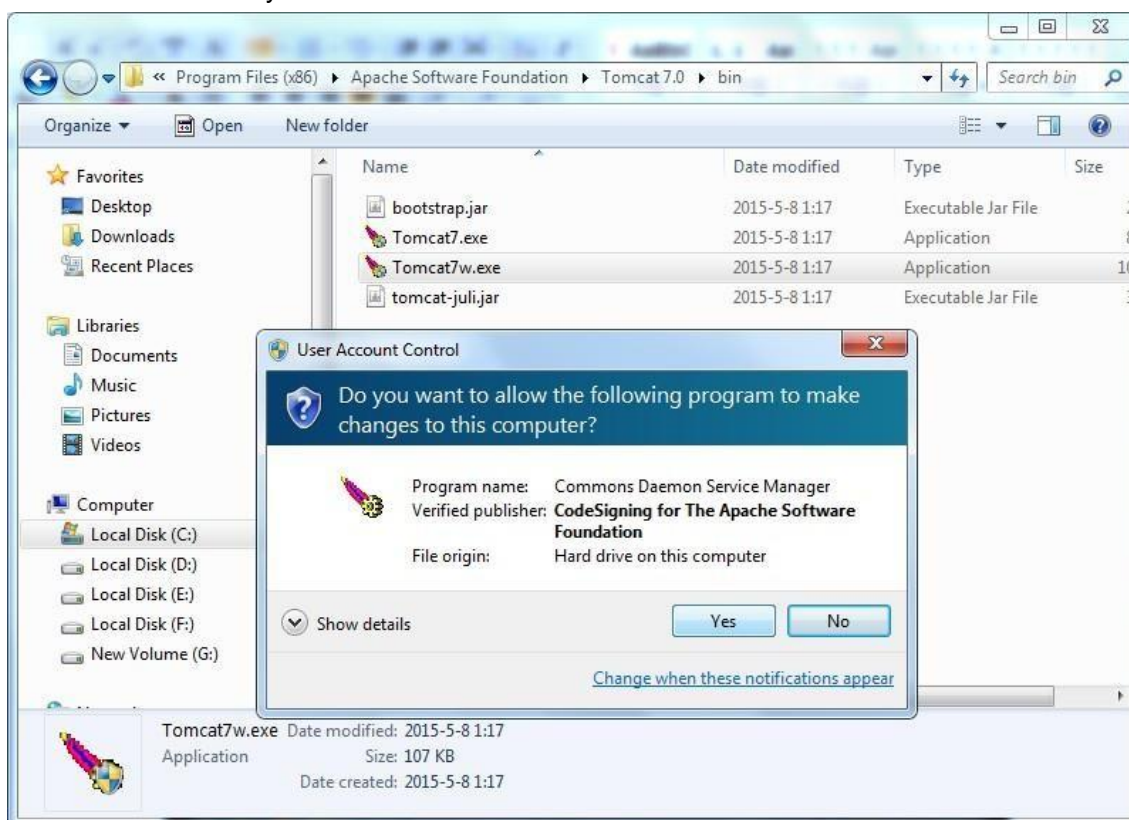 « Program Files (x86) ▸ Apache Software Foundation ▸ Tomcat 7.0 ▸ bin
Search bin
Organize Open New folder
Name Date modified Type Size
bootstrap.jar 2015-5-8 1:17 Executable Jar File
Tomcat7.exe 2015-5-8 1:17 Application
Tomcat7w.exe 2015-5-8 1:17 Application
tomcat-juli.jar 2015-5-8 1:17 Executable Jar File
Favorites
Desktop
Downloads
Recent Places
Libraries
Documents
Music
Pictures
Videos
Computer
Local Disk (C:)
Local Disk (D:)
Local Disk (E:)
Local Disk (F:)
New Volume (G:)
User Account Control
Do you want to allow the following program to make
changes to this computer?
Program name: Commons Daemon Service Manager
Verified publisher: CodeSigning for The Apache Software
Foundation
File origin: Hard drive on this computer
Show details
Yes No
Change when these notifications appear
Tomcat7w.exe Date modified: 2015-5-8 1:17
Application Size: 107 KB
Date created: 2015-5-8 1:17